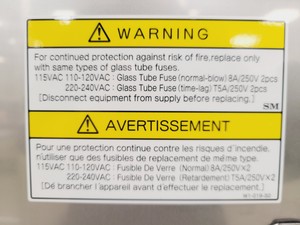 WARNING
For continued protection against risk of fire,replace only
with same types of glass tube fuses.
115VAC 110-120VAC : Glass Tube Fuse (normal-blow) 8A/250V 2pcs
220-240VAC : Glass Tube Fuse (time-lag) T5A/250V 2pcs
[Disconnect equipment from supply before replacing.]
SM
AVERTISSEMENT
Pour une protection continue contre les risques d'incendie.
n'utiliser que des fusibles de remplacement de même type.
115VAC 110-120VAC : Fusible De Verre (Normal) 8A/250V×2
220-240VAC : Fusible De Verre (Retardement) T5A/250V×2
[Dé brancher l'appareil avant d'effectuer le remplacement.]